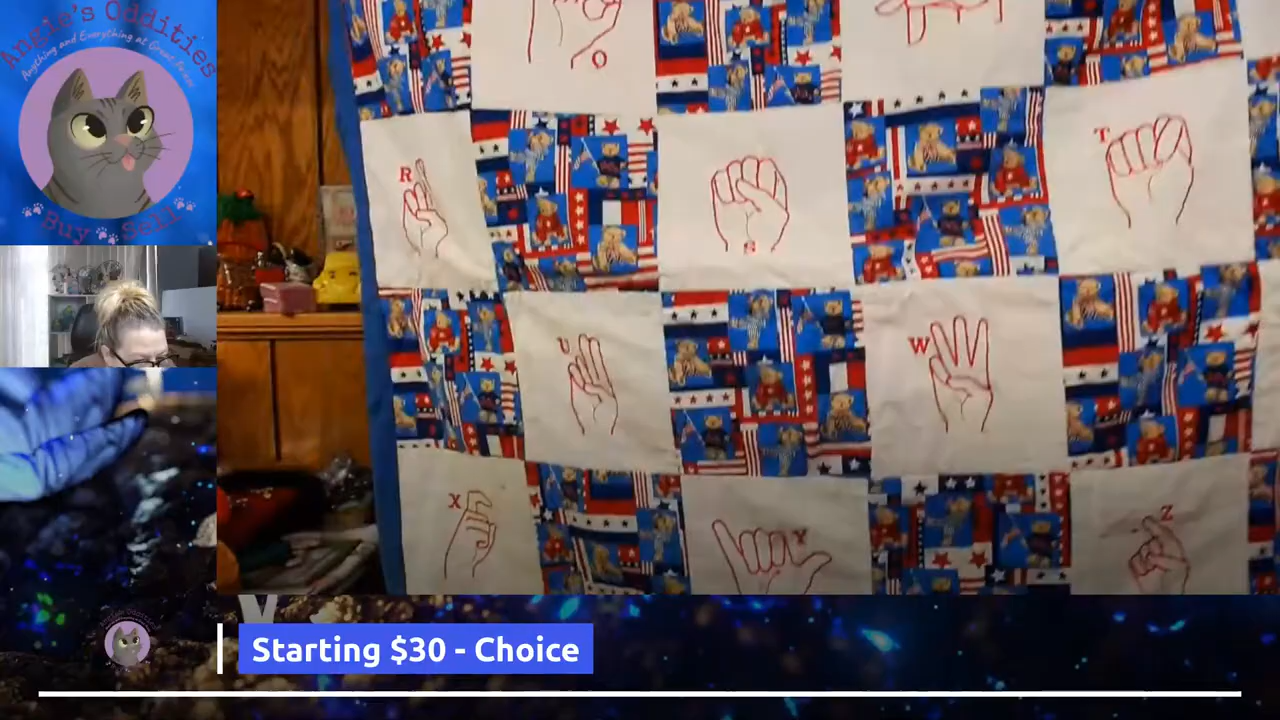 Angie's Oddities
Anything and Everything at Great Prices
Buy Sell
O
R
S
T
U
W
X
Y
Z
Starting $30 - Choice